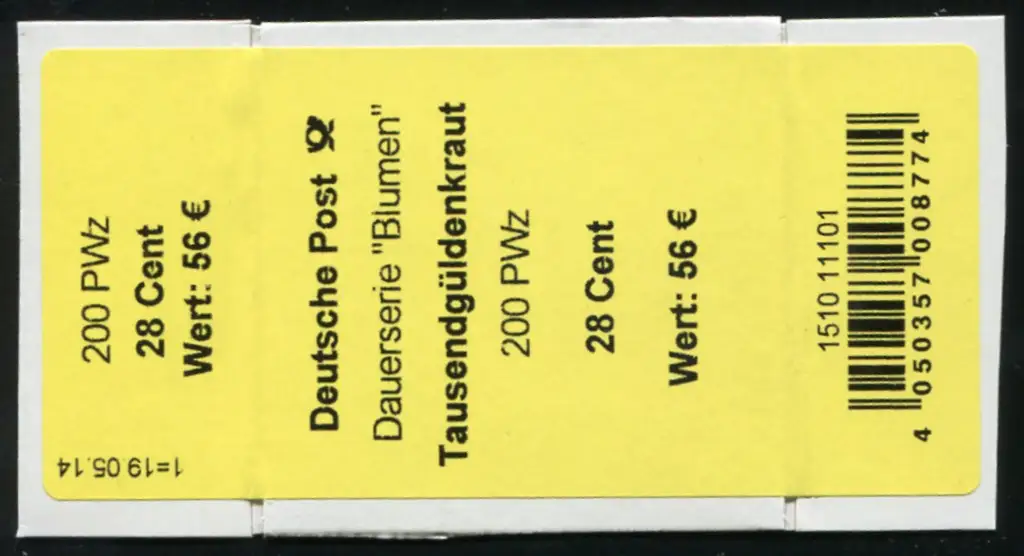 200 PWz
28 Cent
Wert: 56 €
1=19.05.14
Deutsche Post
Dauerserie "Blumen"
Tausendgüldenkraut
200 PWz
28 Cent
Wert: 56 €
1510 11101
4 050357 008774